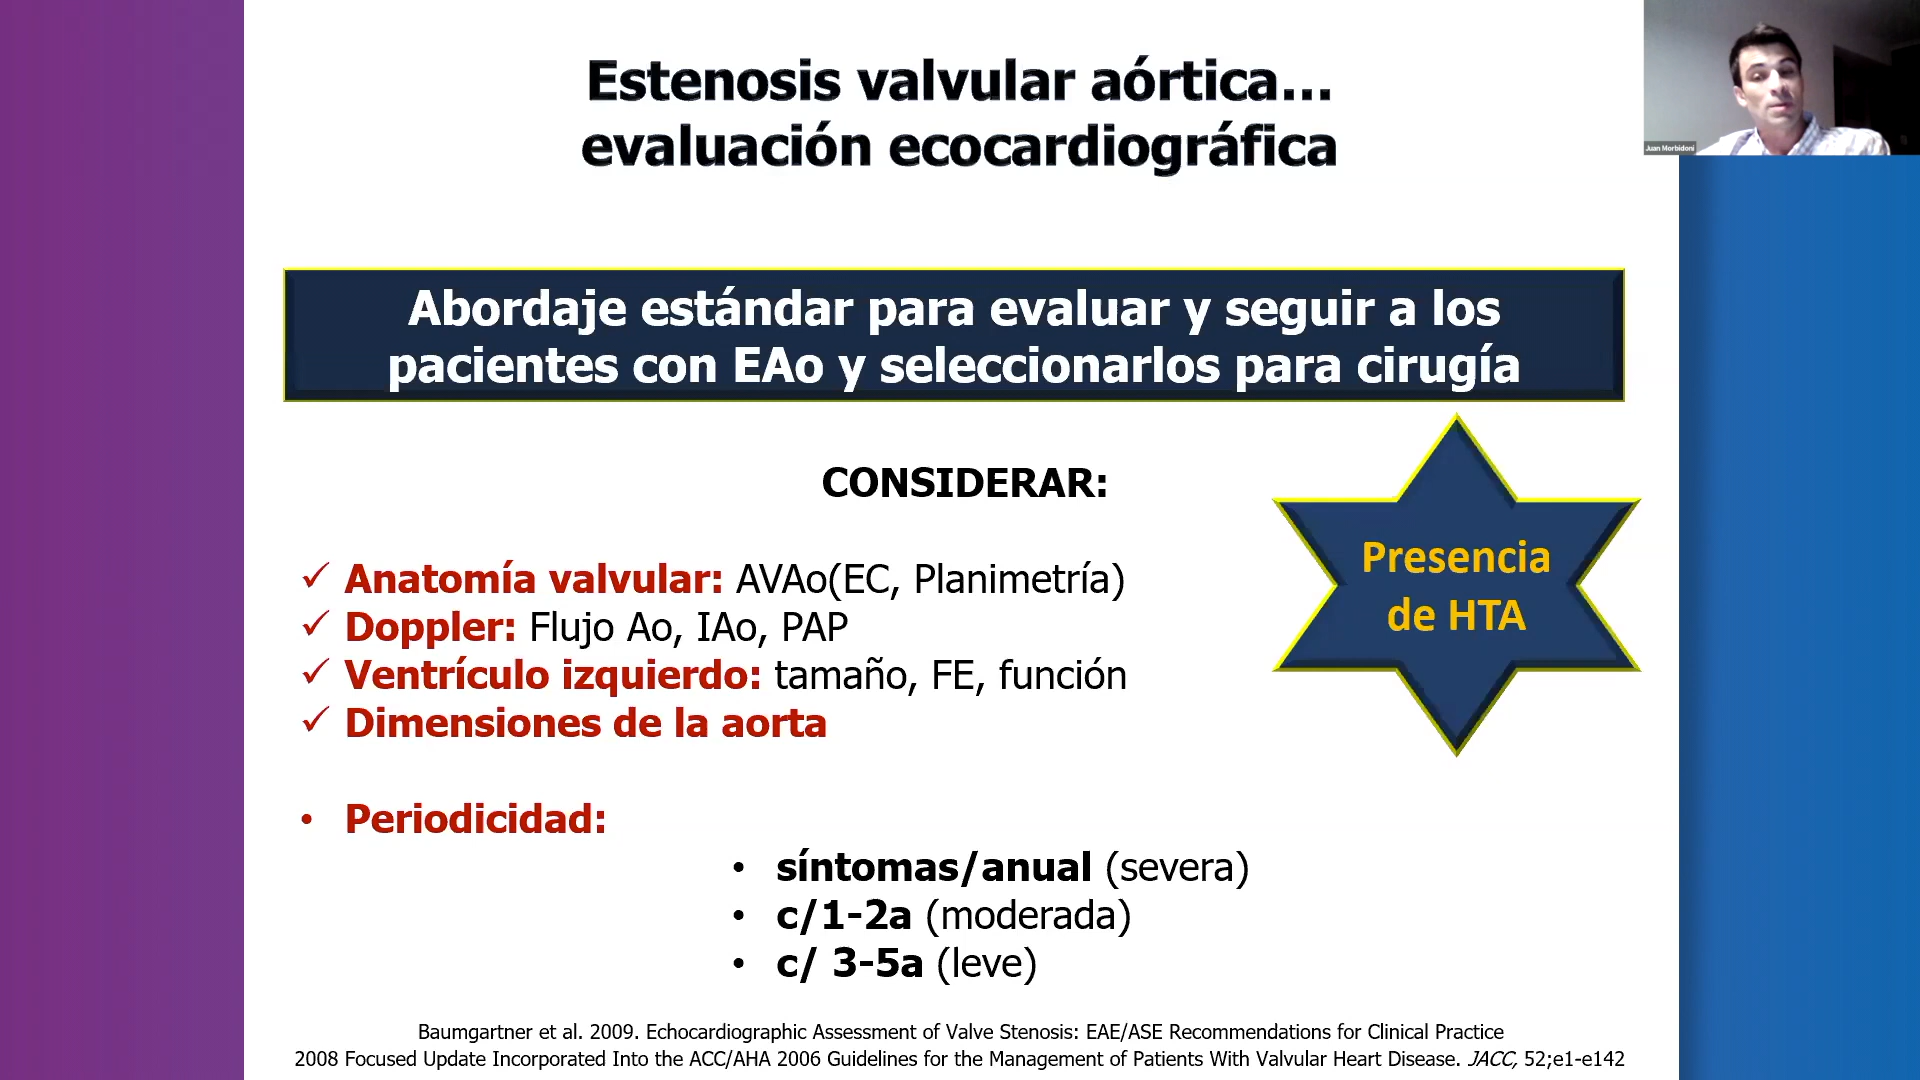 Estenosis valvular aórtica...
evaluación ecocardiográfica
Juan Morbidoni
Abordaje estándar para evaluar y seguir a los
pacientes con EAo y seleccionarlos para cirugía
CONSIDERAR:
Presencia
de HTA
✓ Anatomía valvular: AVAo(EC, Planimetría)
✓ Doppler: Flujo Ao, IAo, PAP
✓ Ventrículo izquierdo: tamaño, FE, función
✓ Dimensiones de la aorta
• Periodicidad:
• síntomas/anual (severa)
• c/1-2a (moderada)
• c/ 3-5a (leve)
Baumgartner et al. 2009. Echocardiographic Assessment of Valve Stenosis: EAE/ASE Recommendations for Clinical Practice
2008 Focused Update Incorporated Into the ACC/AHA 2006 Guidelines for the Management of Patients With Valvular Heart Disease. JACC, 52;e1-e142